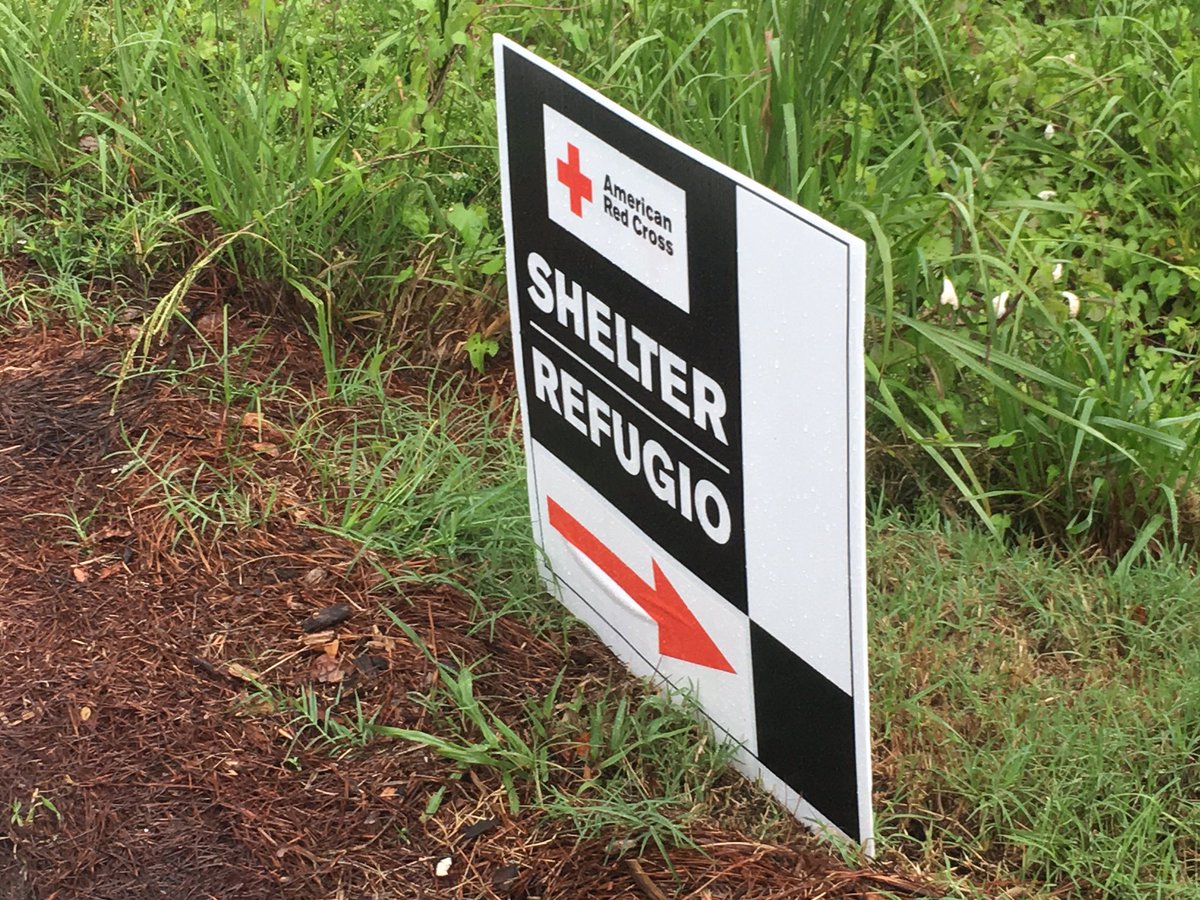 American
Red Cross
SHELTER
REFUGIO